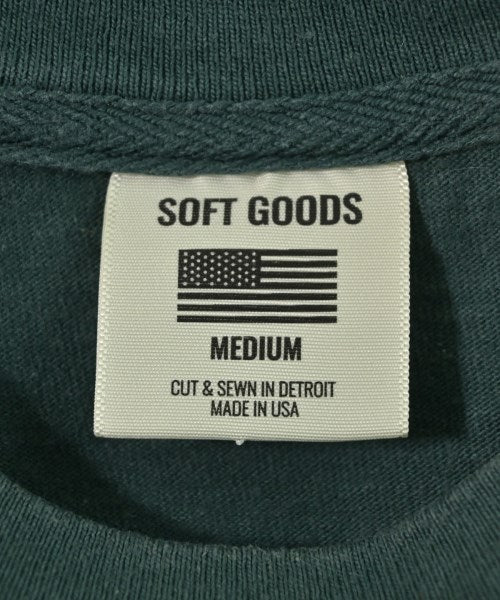 SOFT GOODS
MEDIUM
CUT & SEWN IN DETROIT
MADE IN USA